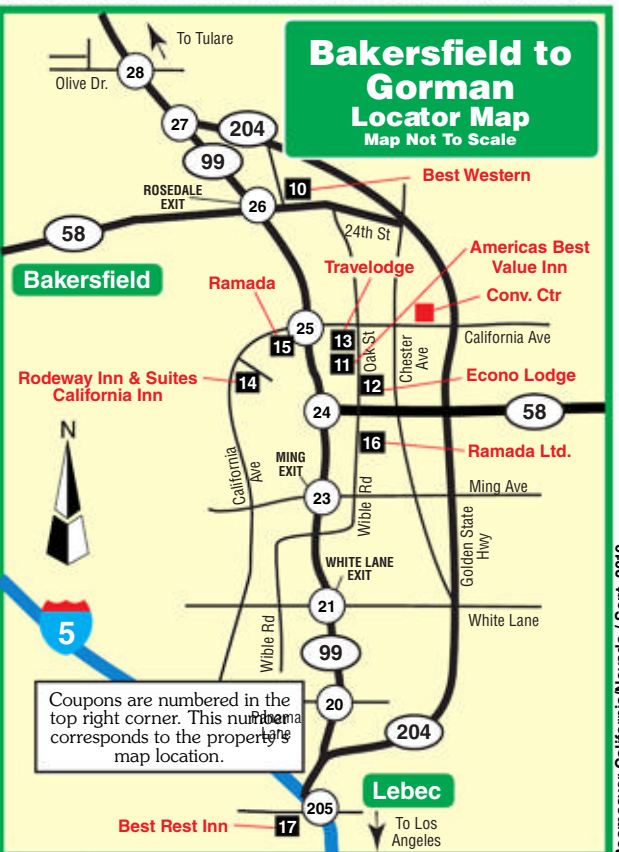 Bakersfield to
Gorman
Locator Map
Map Not To Scale
To Tulare
Olive Dr.
28
27
204
99
ROSEDALE
EXIT
26
10
Best Western
58
24th St
Bakersfield
Americas Best
Value Inn
Travelodge
Ramada
Conv. Ctr
25
15
13
11
Oak St
Chester
Ave
California Ave
Rodeway Inn & Suites
California Inn
14
12
Econo Lodge
24
58
N
16
Ramada Ltd.
California
Ave
MING
EXIT
23
Wible Rd
Ming Ave
Golden State
Hwy
WHITE LANE
EXIT
5
21
White Lane
Wible Rd
99
Coupons are numbered in the
top right corner. This number
corresponds to the property's
map location.
Panama
Lane
20
204
205
Lebec
Best Rest Inn
17
To Los
Angeles